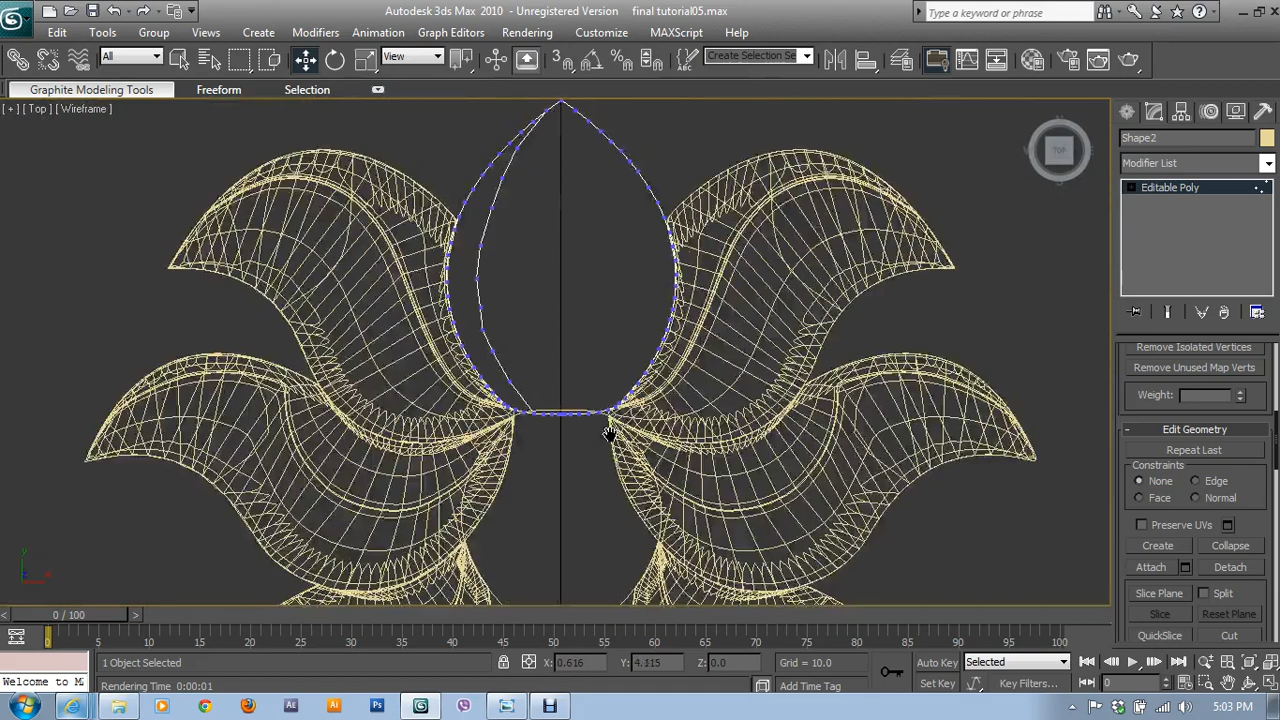 Autodesk 3ds Max 2010 - Unregistered Version final tutorial05.max
Type a keyword or phrase
Edit Tools Group Views Create Modifiers Animation Graph Editors Rendering Customize MAXScript Help
All View Create Selection Se
Graphite Modeling Tools Freeform Selection
[ + ] [ Top ] [ Wireframe ]
TOP
Shape2
Modifier List
Editable Poly
Remove Isolated Vertices
Remove Unused Map Verts
Weight:
Edit Geometry
Repeat Last
Constraints
None Edge
Face Normal
Preserve UVs
Create Collapse
Attach Detach
Slice Plane Split
Slice Reset Plane
QuickSlice Cut
y
x
0 / 100
0 5 10 15 20 25 30 35 40 45 50 55 60 65 70 75 80 85 90 95 100
1 Object Selected X: 0.616 Y: 4.315 Z: 0.0 Grid = 10.0 Auto Key Selected
Welcome to M Rendering Time 0:00:01 Add Time Tag Set Key Key Filters... 0
5:03 PM